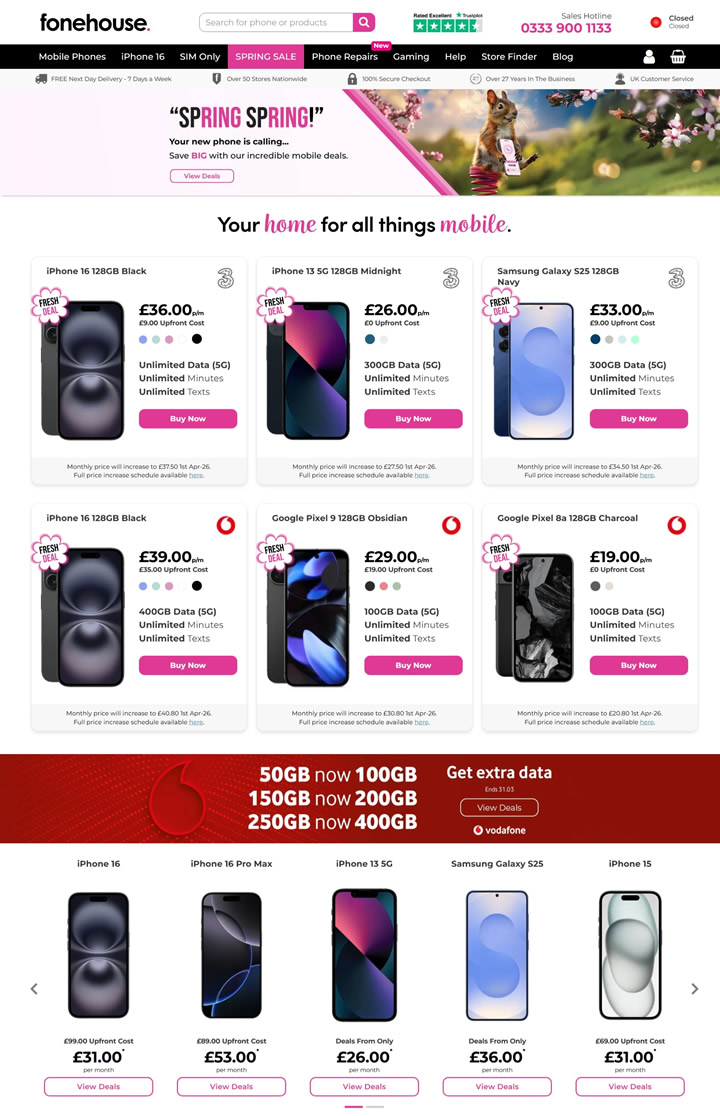 fonehouse.
Search for phone or products
Rated Excellent Trustpilot
Sales Hotline
0333 900 1133
Closed
Closed
Mobile Phones iPhone 16 SIM Only SPRING SALE Phone Repairs New Gaming Help Store Finder Blog
FREE Next Day Delivery - 7 Days a Week Over 50 Stores Nationwide 100% Secure Checkout Over 27 Years In The Business UK Customer Service
“SPRING SPRING!”
Your new phone is calling...
Save BIG with our incredible mobile deals.
View Deals
Your home for all things mobile.
iPhone 16 128GB Black
3
FRESH
DEAL
£36.00p/m
£9.00 Upfront Cost
Unlimited Data (5G)
Unlimited Minutes
Unlimited Texts
Buy Now
Monthly price will increase to £37.50 1st Apr-26.
Full price increase schedule available here.
iPhone 13 5G 128GB Midnight
3
FRESH
DEAL
£26.00p/m
£0 Upfront Cost
300GB Data (5G)
Unlimited Minutes
Unlimited Texts
Buy Now
Monthly price will increase to £27.50 1st Apr-26.
Full price increase schedule available here.
Samsung Galaxy S25 128GB
Navy
3
FRESH
DEAL
£33.00p/m
£9.00 Upfront Cost
300GB Data (5G)
Unlimited Minutes
Unlimited Texts
Buy Now
Monthly price will increase to £34.50 1st Apr-26.
Full price increase schedule available here.
iPhone 16 128GB Black
FRESH
DEAL
£39.00p/m
£35.00 Upfront Cost
400GB Data (5G)
Unlimited Minutes
Unlimited Texts
Buy Now
Monthly price will increase to £40.80 1st Apr-26.
Full price increase schedule available here.
Google Pixel 9 128GB Obsidian
FRESH
DEAL
£29.00p/m
£19.00 Upfront Cost
100GB Data (5G)
Unlimited Minutes
Unlimited Texts
Buy Now
Monthly price will increase to £30.80 1st Apr-26.
Full price increase schedule available here.
Google Pixel 8a 128GB Charcoal
FRESH
DEAL
£19.00p/m
£0 Upfront Cost
100GB Data (5G)
Unlimited Minutes
Unlimited Texts
Buy Now
Monthly price will increase to £20.80 1st Apr-26.
Full price increase schedule available here.
50GB now 100GB
150GB now 200GB
250GB now 400GB
Get extra data
Ends 31.03
View Deals
vodafone
iPhone 16
£99.00 Upfront Cost
£31.00*
per month
View Deals
iPhone 16 Pro Max
£89.00 Upfront Cost
£53.00*
per month
View Deals
iPhone 13 5G
Deals From Only
£26.00*
per month
View Deals
Samsung Galaxy S25
Deals From Only
£36.00*
per month
View Deals
iPhone 15
£69.00 Upfront Cost
£31.00*
per month
View Deals